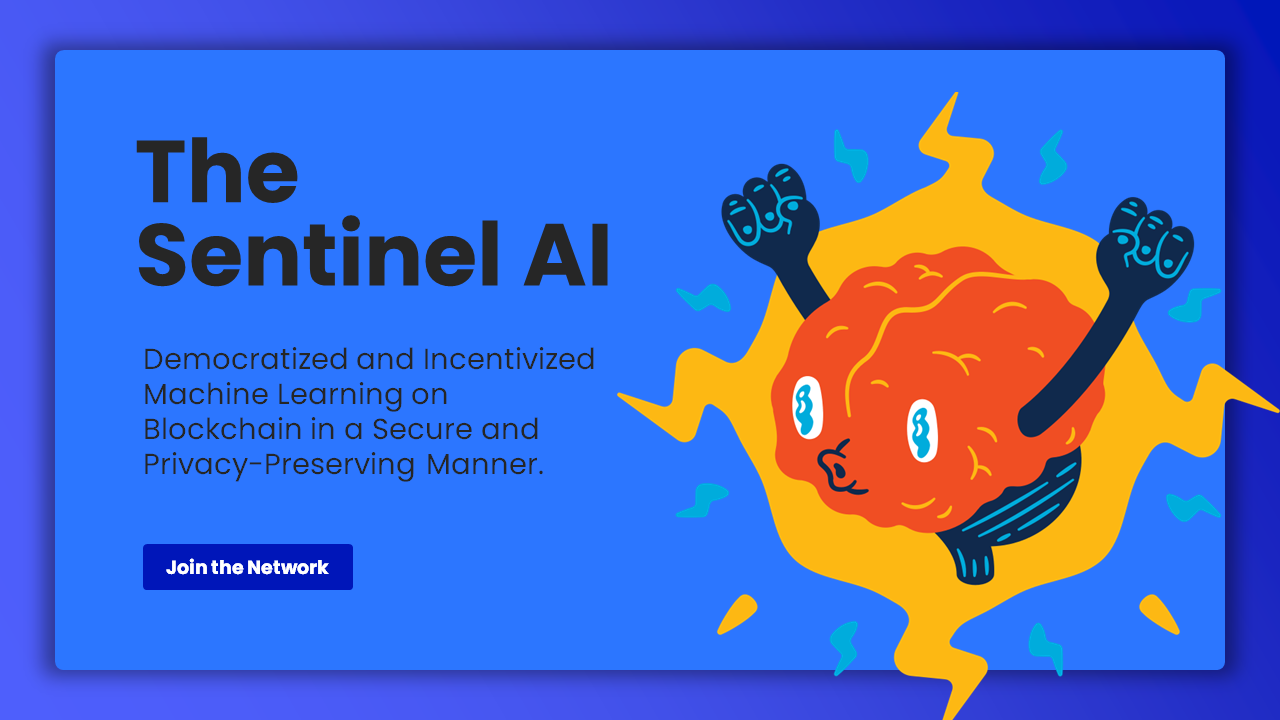 The
Sentinel AI
Democratized and Incentivized
Machine Learning on
Blockchain in a Secure and
Privacy-Preserving Manner.
Join the Network